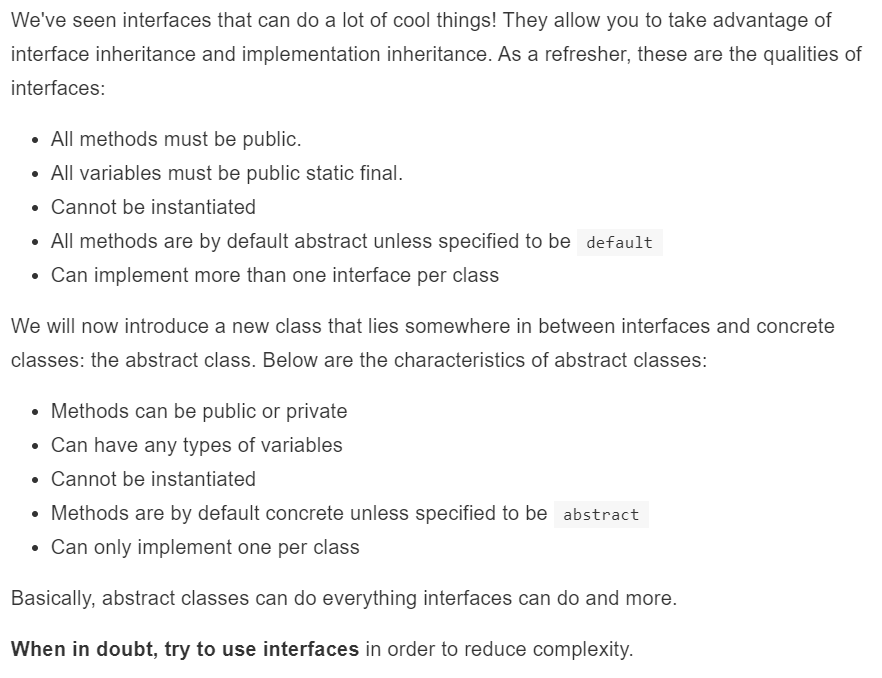 We've seen interfaces that can do a lot of cool things! They allow you to take advantage of
interface inheritance and implementation inheritance. As a refresher, these are the qualities of
interfaces:
• All methods must be public.
• All variables must be public static final.
• Cannot be instantiated
• All methods are by default abstract unless specified to be default
• Can implement more than one interface per class
We will now introduce a new class that lies somewhere in between interfaces and concrete
classes: the abstract class. Below are the characteristics of abstract classes:
• Methods can be public or private
• Can have any types of variables
• Cannot be instantiated
• Methods are by default concrete unless specified to be abstract
• Can only implement one per class
Basically, abstract classes can do everything interfaces can do and more.
When in doubt, try to use interfaces in order to reduce complexity.